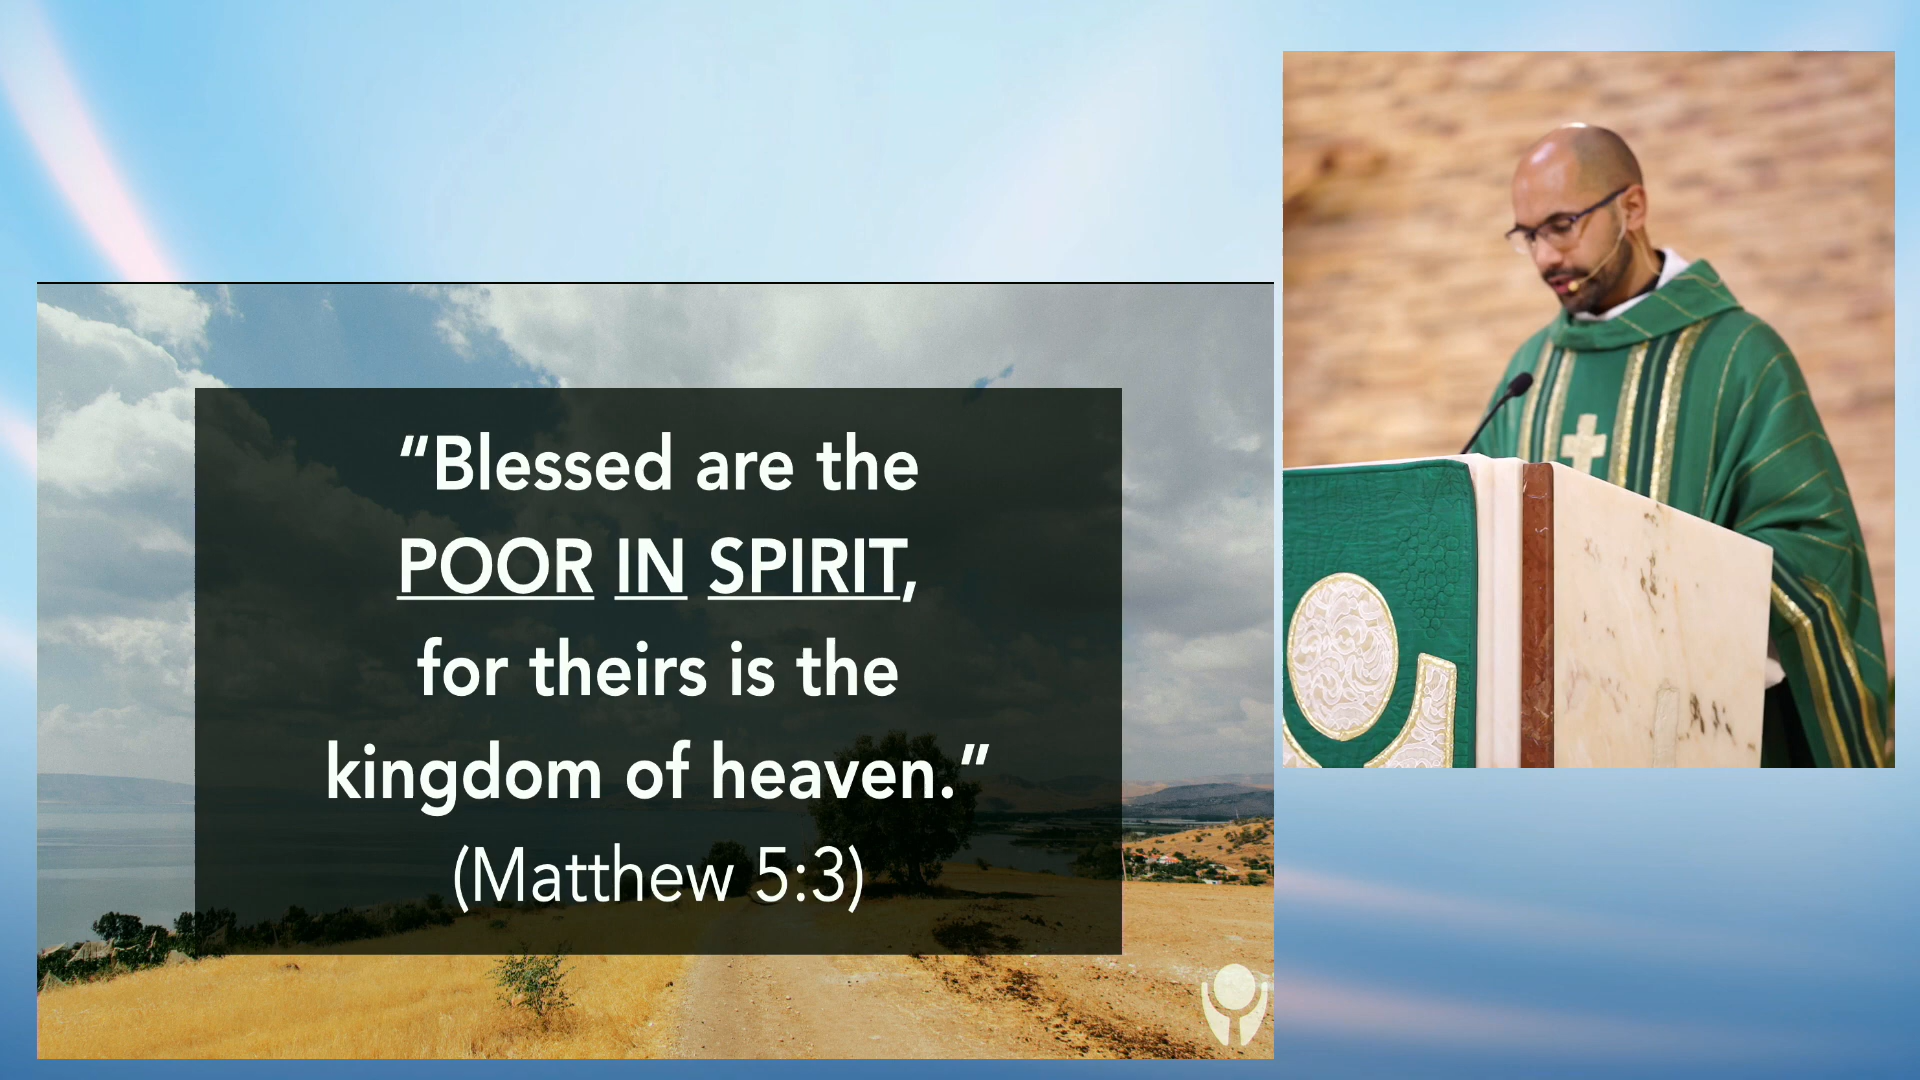 “Blessed are the
POOR IN SPIRIT,
for theirs is the
kingdom of heaven.”
(Matthew 5:3)